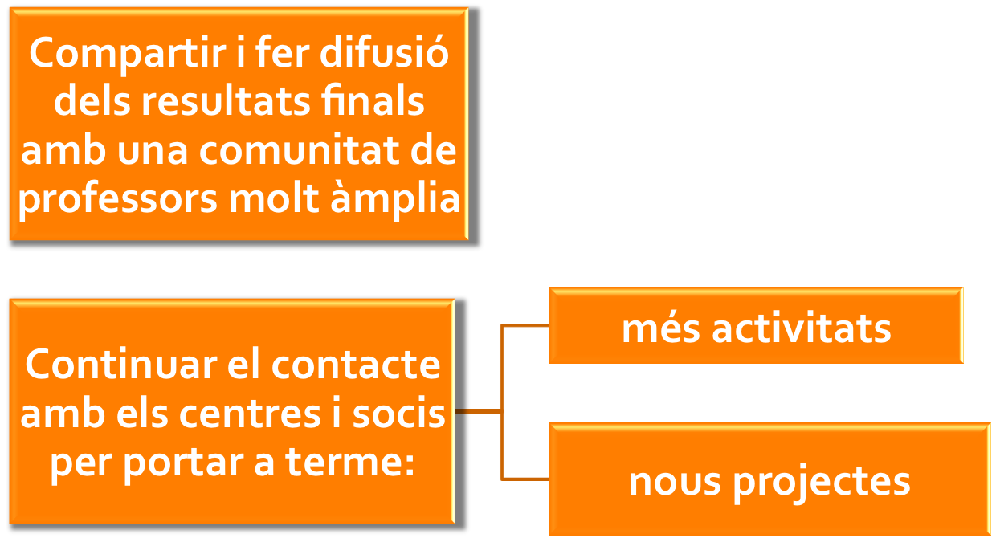 Compartir i fer difusió
dels resultats finals
amb una comunitat de
professors molt àmplia
Continuar el contacte
amb els centres i socis
per portar a terme:
més activitats
nous projectes